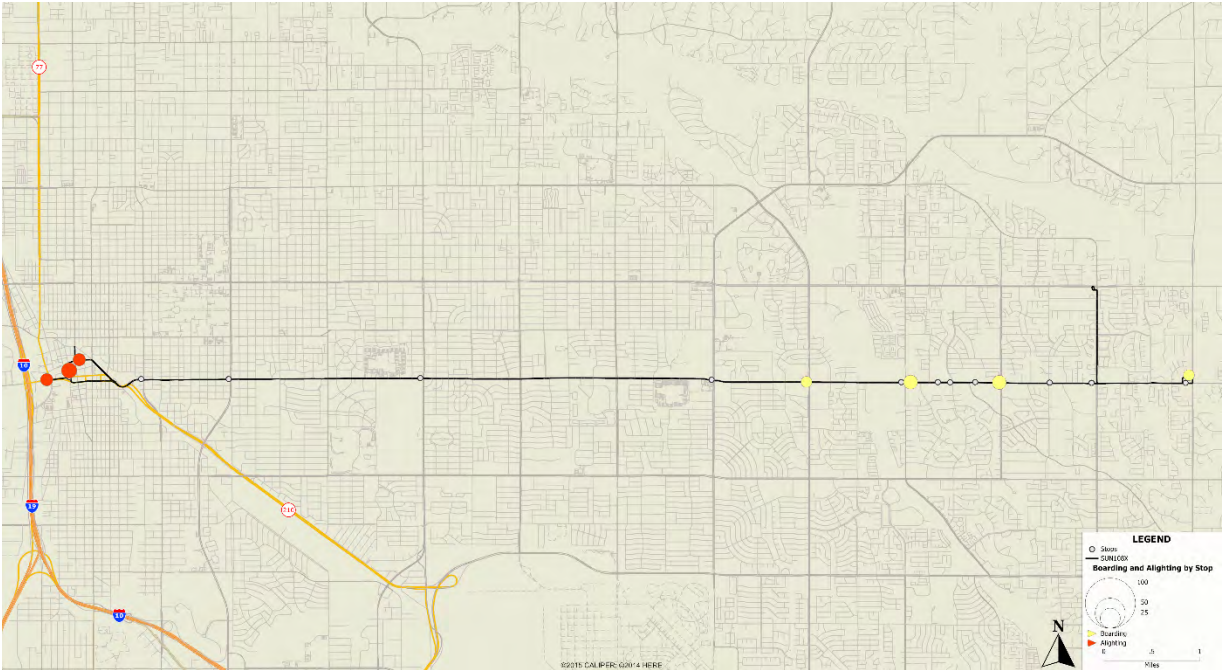 77
10
19
210
10
LEGEND
Stops
SUN108X
Boarding and Alighting by Stop
100
50
25
Boarding
Alighting
N
0 .5 1
Miles
©2015 CALIPER; ©2014 HERE